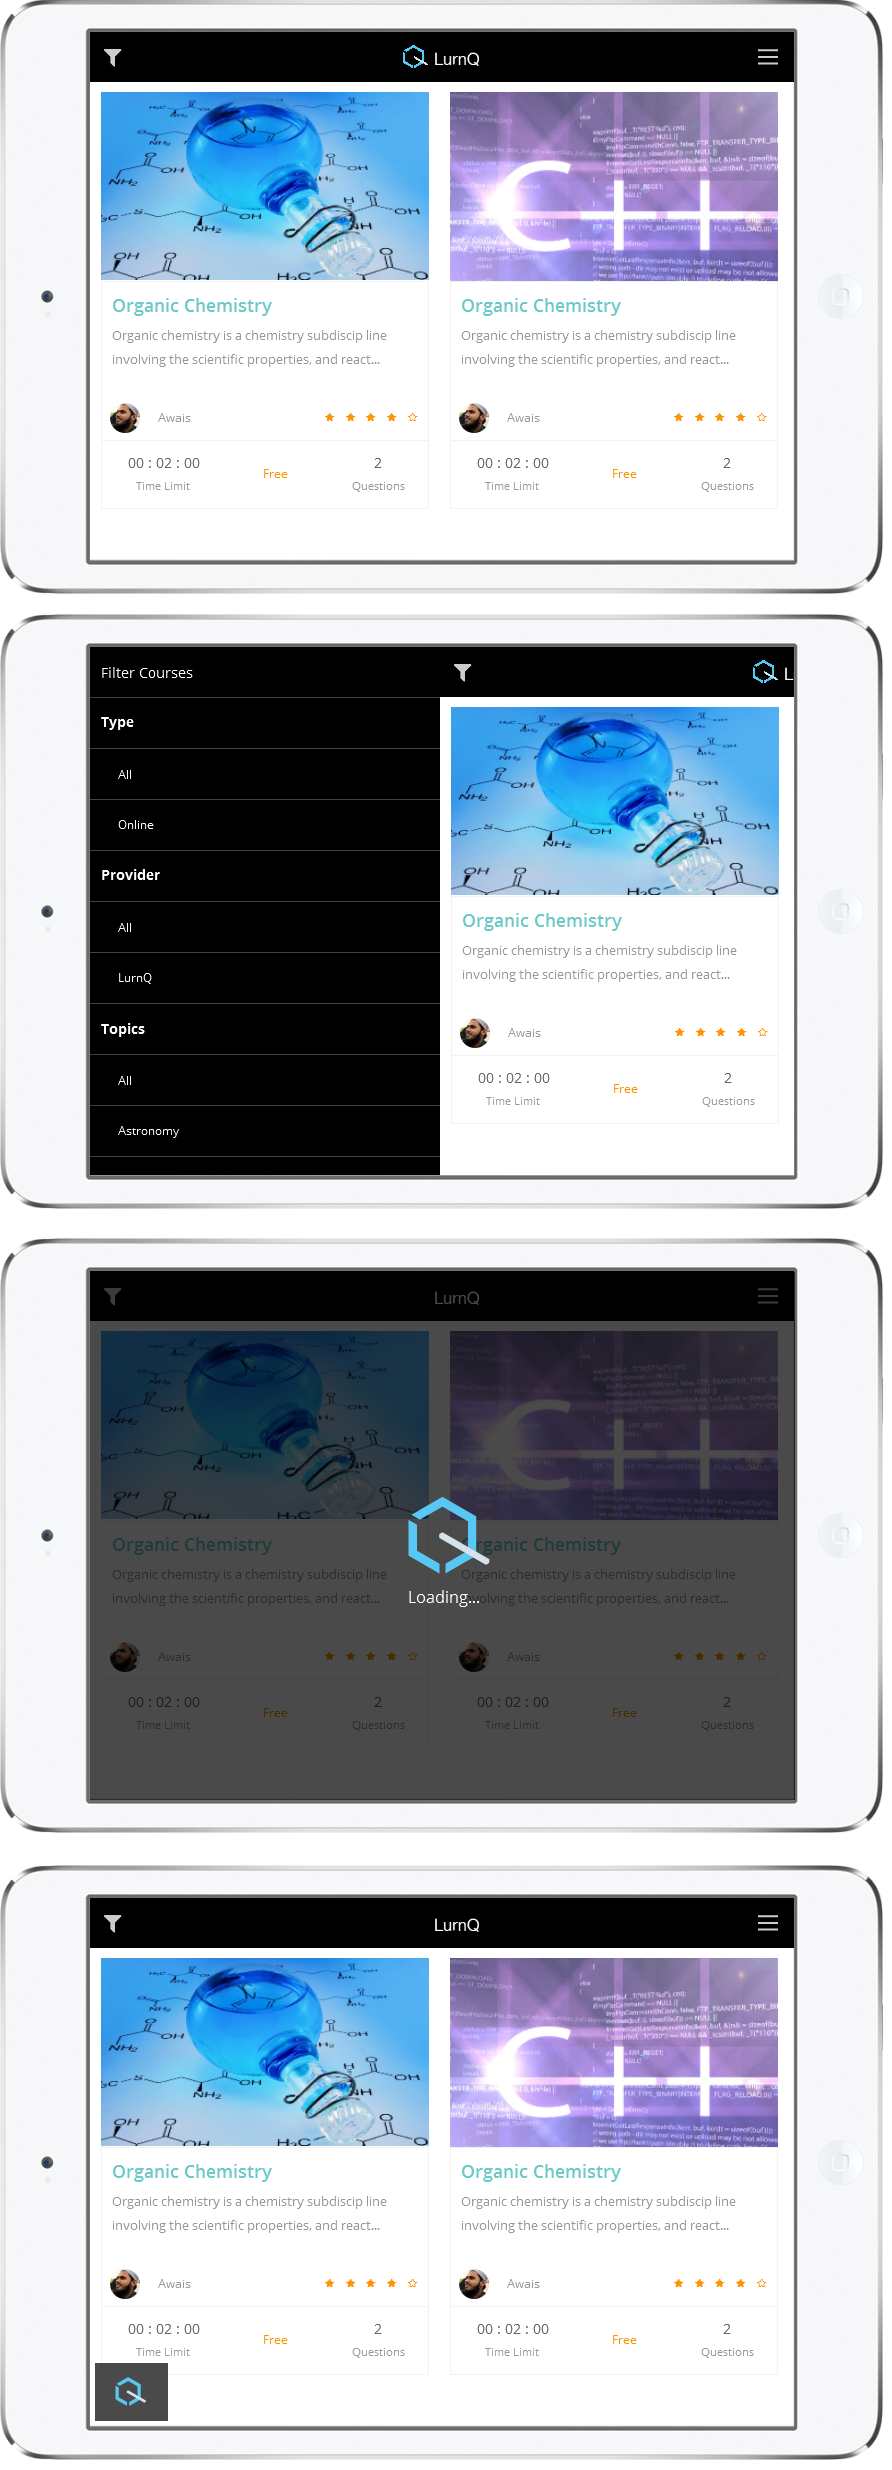 LurnQ
C++
Organic Chemistry
Organic chemistry is a chemistry subdiscip line
involving the scientific properties, and react...
Awais
00 : 02 : 00
Time Limit
Free
2
Questions
Organic Chemistry
Organic chemistry is a chemistry subdiscip line
involving the scientific properties, and react...
Awais
00 : 02 : 00
Time Limit
Free
2
Questions
Filter Courses
Type
All
Online
Provider
All
LurnQ
Topics
All
Astronomy
L
Organic Chemistry
Organic chemistry is a chemistry subdiscip line
involving the scientific properties, and react...
Awais
00 : 02 : 00
Time Limit
Free
2
Questions
LurnQ
C++
Organic Chemistry
Organic chemistry is a chemistry subdiscip line
involving the scientific properties, and react...
Awais
00 : 02 : 00
Time Limit
Free
2
Questions
Loading...
rganic Chemistry
olving the scientific properties, and react...
Awais
00 : 02 : 00
Time Limit
Free
2
Questions
LurnQ
C++
Organic Chemistry
Organic chemistry is a chemistry subdiscip line
involving the scientific properties, and react...
Awais
00 : 02 : 00
Time Limit
Free
2
Questions
Organic Chemistry
Organic chemistry is a chemistry subdiscip line
involving the scientific properties, and react...
Awais
00 : 02 : 00
Time Limit
Free
2
Questions